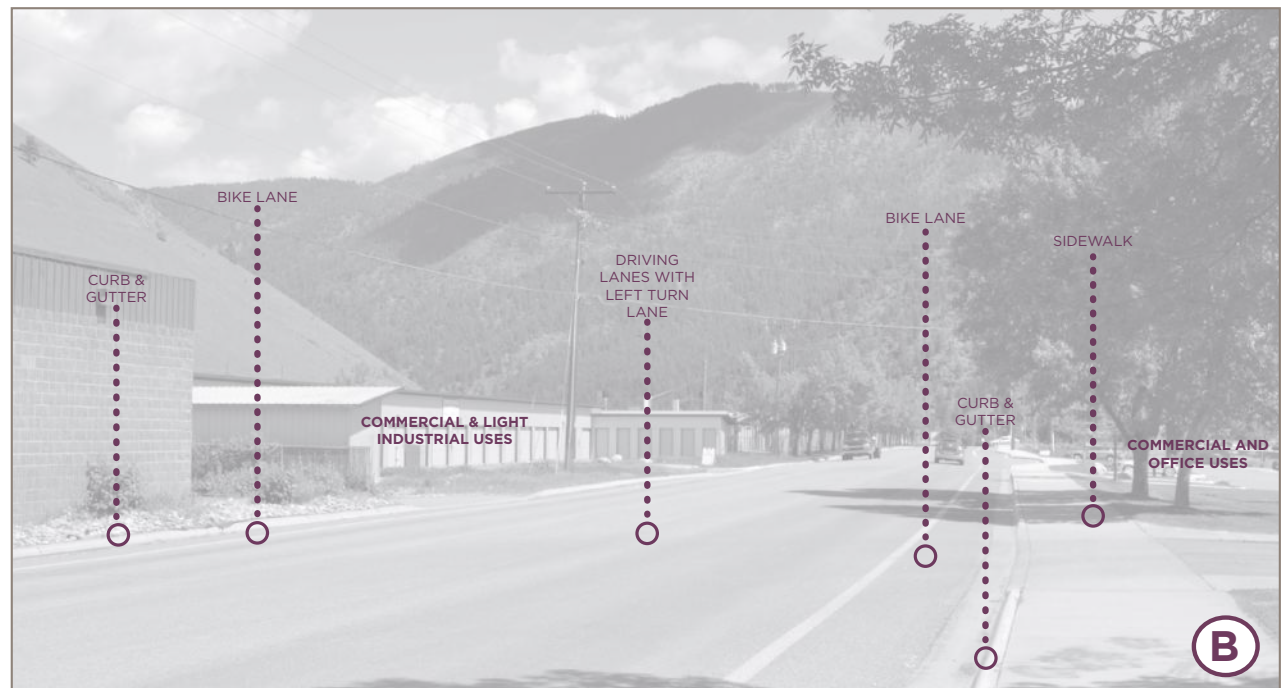 BIKE LANE
CURB &
GUTTER
COMMERCIAL & LIGHT
INDUSTRIAL USES
DRIVING
LANES WITH
LEFT TURN
LANE
BIKE LANE
CURB &
GUTTER
SIDEWALK
COMMERCIAL AND
OFFICE USES
B